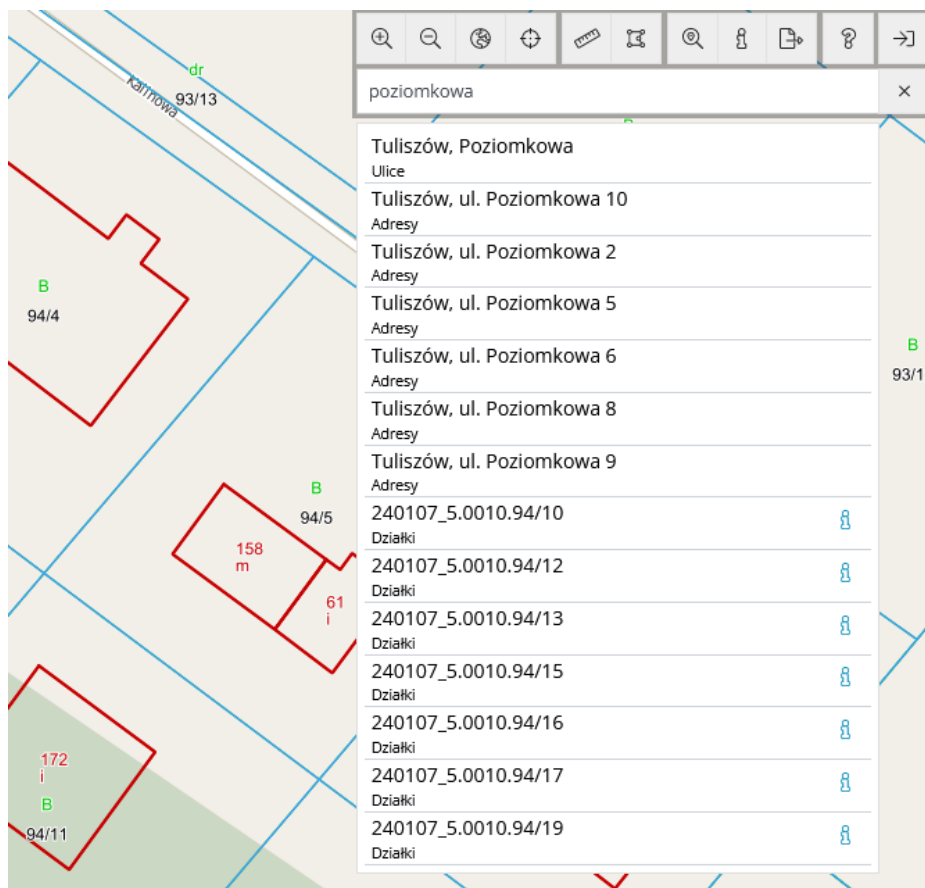 poziomkowa
Tuliszów, Poziomkowa
Ulice
Tuliszów, ul. Poziomkowa 10
Adresy
Tuliszów, ul. Poziomkowa 2
Adresy
Tuliszów, ul. Poziomkowa 5
Adresy
Tuliszów, ul. Poziomkowa 6
Adresy
Tuliszów, ul. Poziomkowa 8
Adresy
Tuliszów, ul. Poziomkowa 9
Adresy
240107_5.0010.94/10
Działki
240107_5.0010.94/12
Działki
240107_5.0010.94/13
Działki
240107_5.0010.94/15
Działki
240107_5.0010.94/16
Działki
240107_5.0010.94/17
Działki
240107_5.0010.94/19
Działki
dr
93/13
Kalinowa
B
94/4
B
94/5
158
m
61
i
172
i
B
94/11
B
93/1